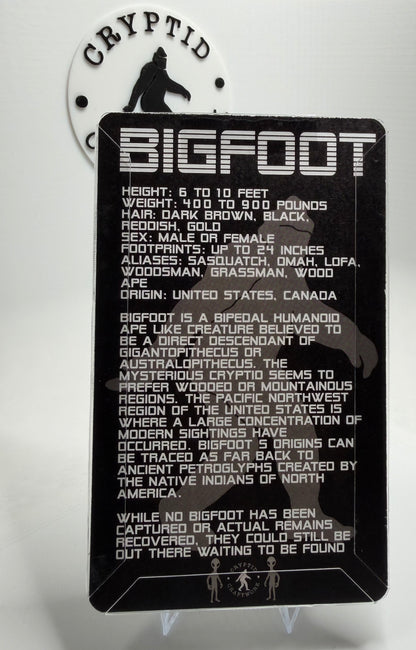 CRYPTID
C
BIGFOOT
HEIGHT: 6 TO 10 FEET
WEIGHT: 400 TO 900 POUNDS
HAIR: DARK BROWN, BLACK,
REDDISH, GOLD
SEX: MALE OR FEMALE
FOOTPRINTS: UP TO 24 INCHES
ALIASES: SASQUATCH, OMAH, LOFA,
WOODSMAN, GRASSMAN, WOOD
APE
ORIGIN: UNITED STATES, CANADA
BIGFOOT IS A BIPEDAL HUMANOID
APE LIKE CREATURE BELIEVED TO
BE A DIRECT DESCENDANT OF
GIGANTOPITHECUS OR
AUSTRALOPITHECUS. THE
MYSTERIOUS CRYPTID SEEMS TO
PREFER WOODED OR MOUNTAINOUS
REGIONS. THE PACIFIC NORTHWEST
REGION OF THE UNITED STATES IS
WHERE A LARGE CONCENTRATION OF
MODERN SIGHTINGS HAVE
OCCURRED. BIGFOOT S ORIGINS CAN
BE TRACED AS FAR BACK TO
ANCIENT PETROGLYPHS CREATED BY
THE NATIVE INDIANS OF NORTH
AMERICA.
WHILE NO BIGFOOT HAS BEEN
CAPTURED OR ACTUAL REMAINS
RECOVERED, THEY COULD STILL BE
OUT THERE WAITING TO BE FOUND
CRYPTID
CRAFTWORX